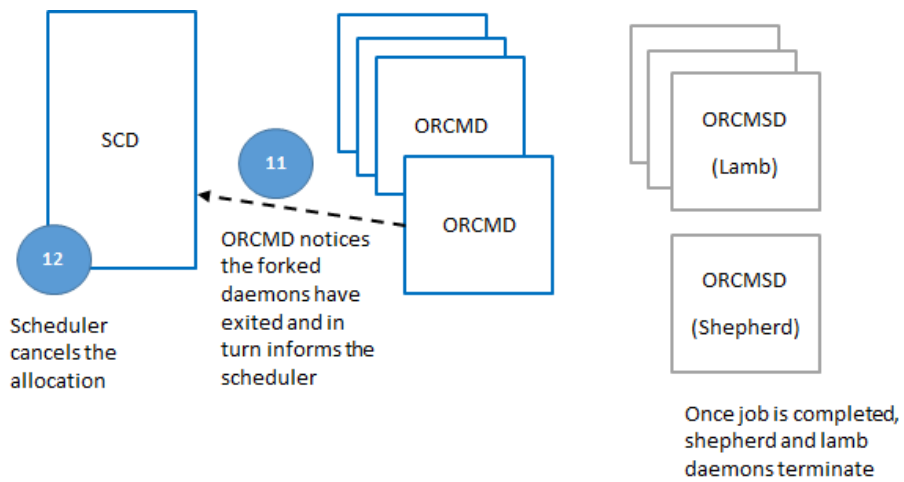 SCD
12
Scheduler
cancels the
allocation
11
ORCMD notices
the forked
daemons have
exited and in
turn informs the
scheduler
ORCMD
ORCMD
ORCMSD
(Lamb)
ORCMSD
(Shepherd)
Once job is completed,
shepherd and lamb
daemons terminate